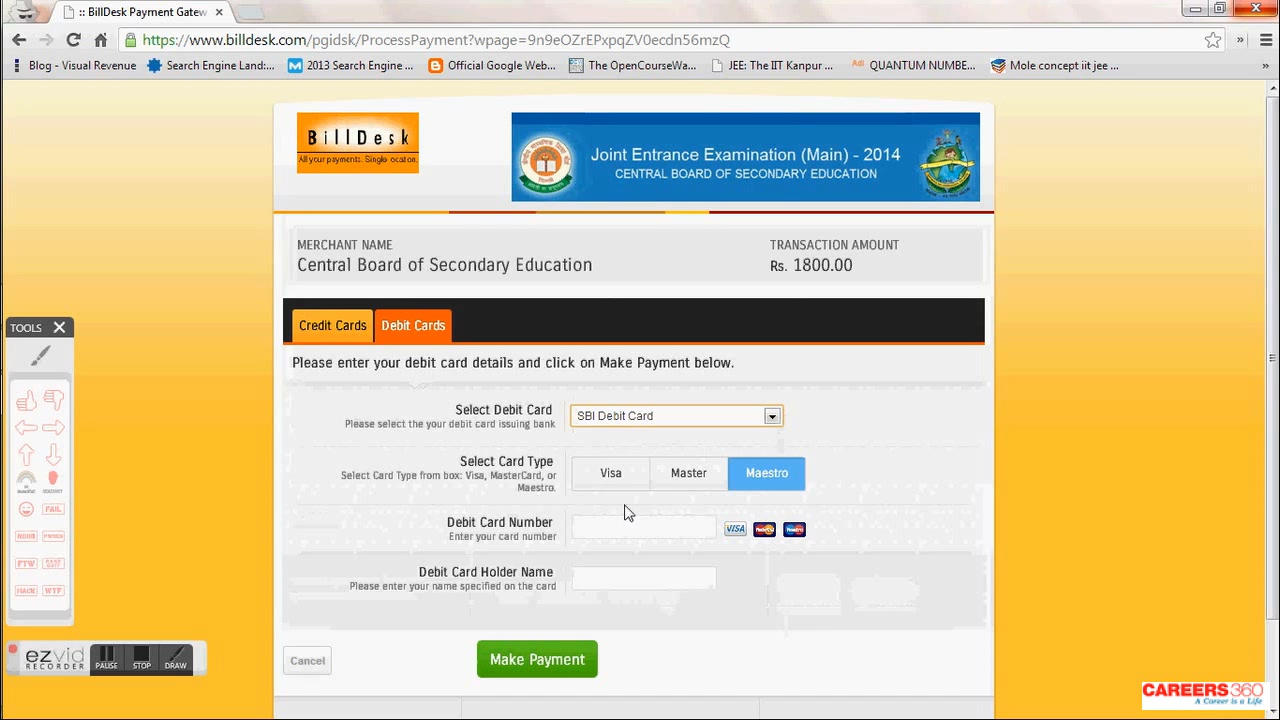 :: BillDesk Payment Gatew
https://www.billdesk.com/pgidsk/ProcessPayment?wpage=9n9eOZrEPxpqZV0ecdn56mzQ
Blog - Visual Revenue
Search Engine Land:...
2013 Search Engine ...
Official Google Web...
The OpenCourseWa...
JEE: The IIT Kanpur ...
QUANTUM NUMBE...
Mole concept iit jee ...
BillDesk
All your payments. Single location.
Joint Entrance Examination (Main) - 2014
CENTRAL BOARD OF SECONDARY EDUCATION
MERCHANT NAME
Central Board of Secondary Education
TRANSACTION AMOUNT
Rs. 1800.00
Credit Cards
Debit Cards
Please enter your debit card details and click on Make Payment below.
Select Debit Card
Please select the your debit card issuing bank
SBI Debit Card
Select Card Type
Select Card Type from box: Visa, MasterCard, or
Maestro.
Visa
Master
Maestro
Debit Card Number
Enter your card number
VISA
Debit Card Holder Name
Please enter your name specified on the card
Cancel
Make Payment
TOOLS
FAIL
FTW
HACK
WTF
ezvid
RECORDER
PAUSE
STOP
DRAW
CAREERS360
A Career is a Life